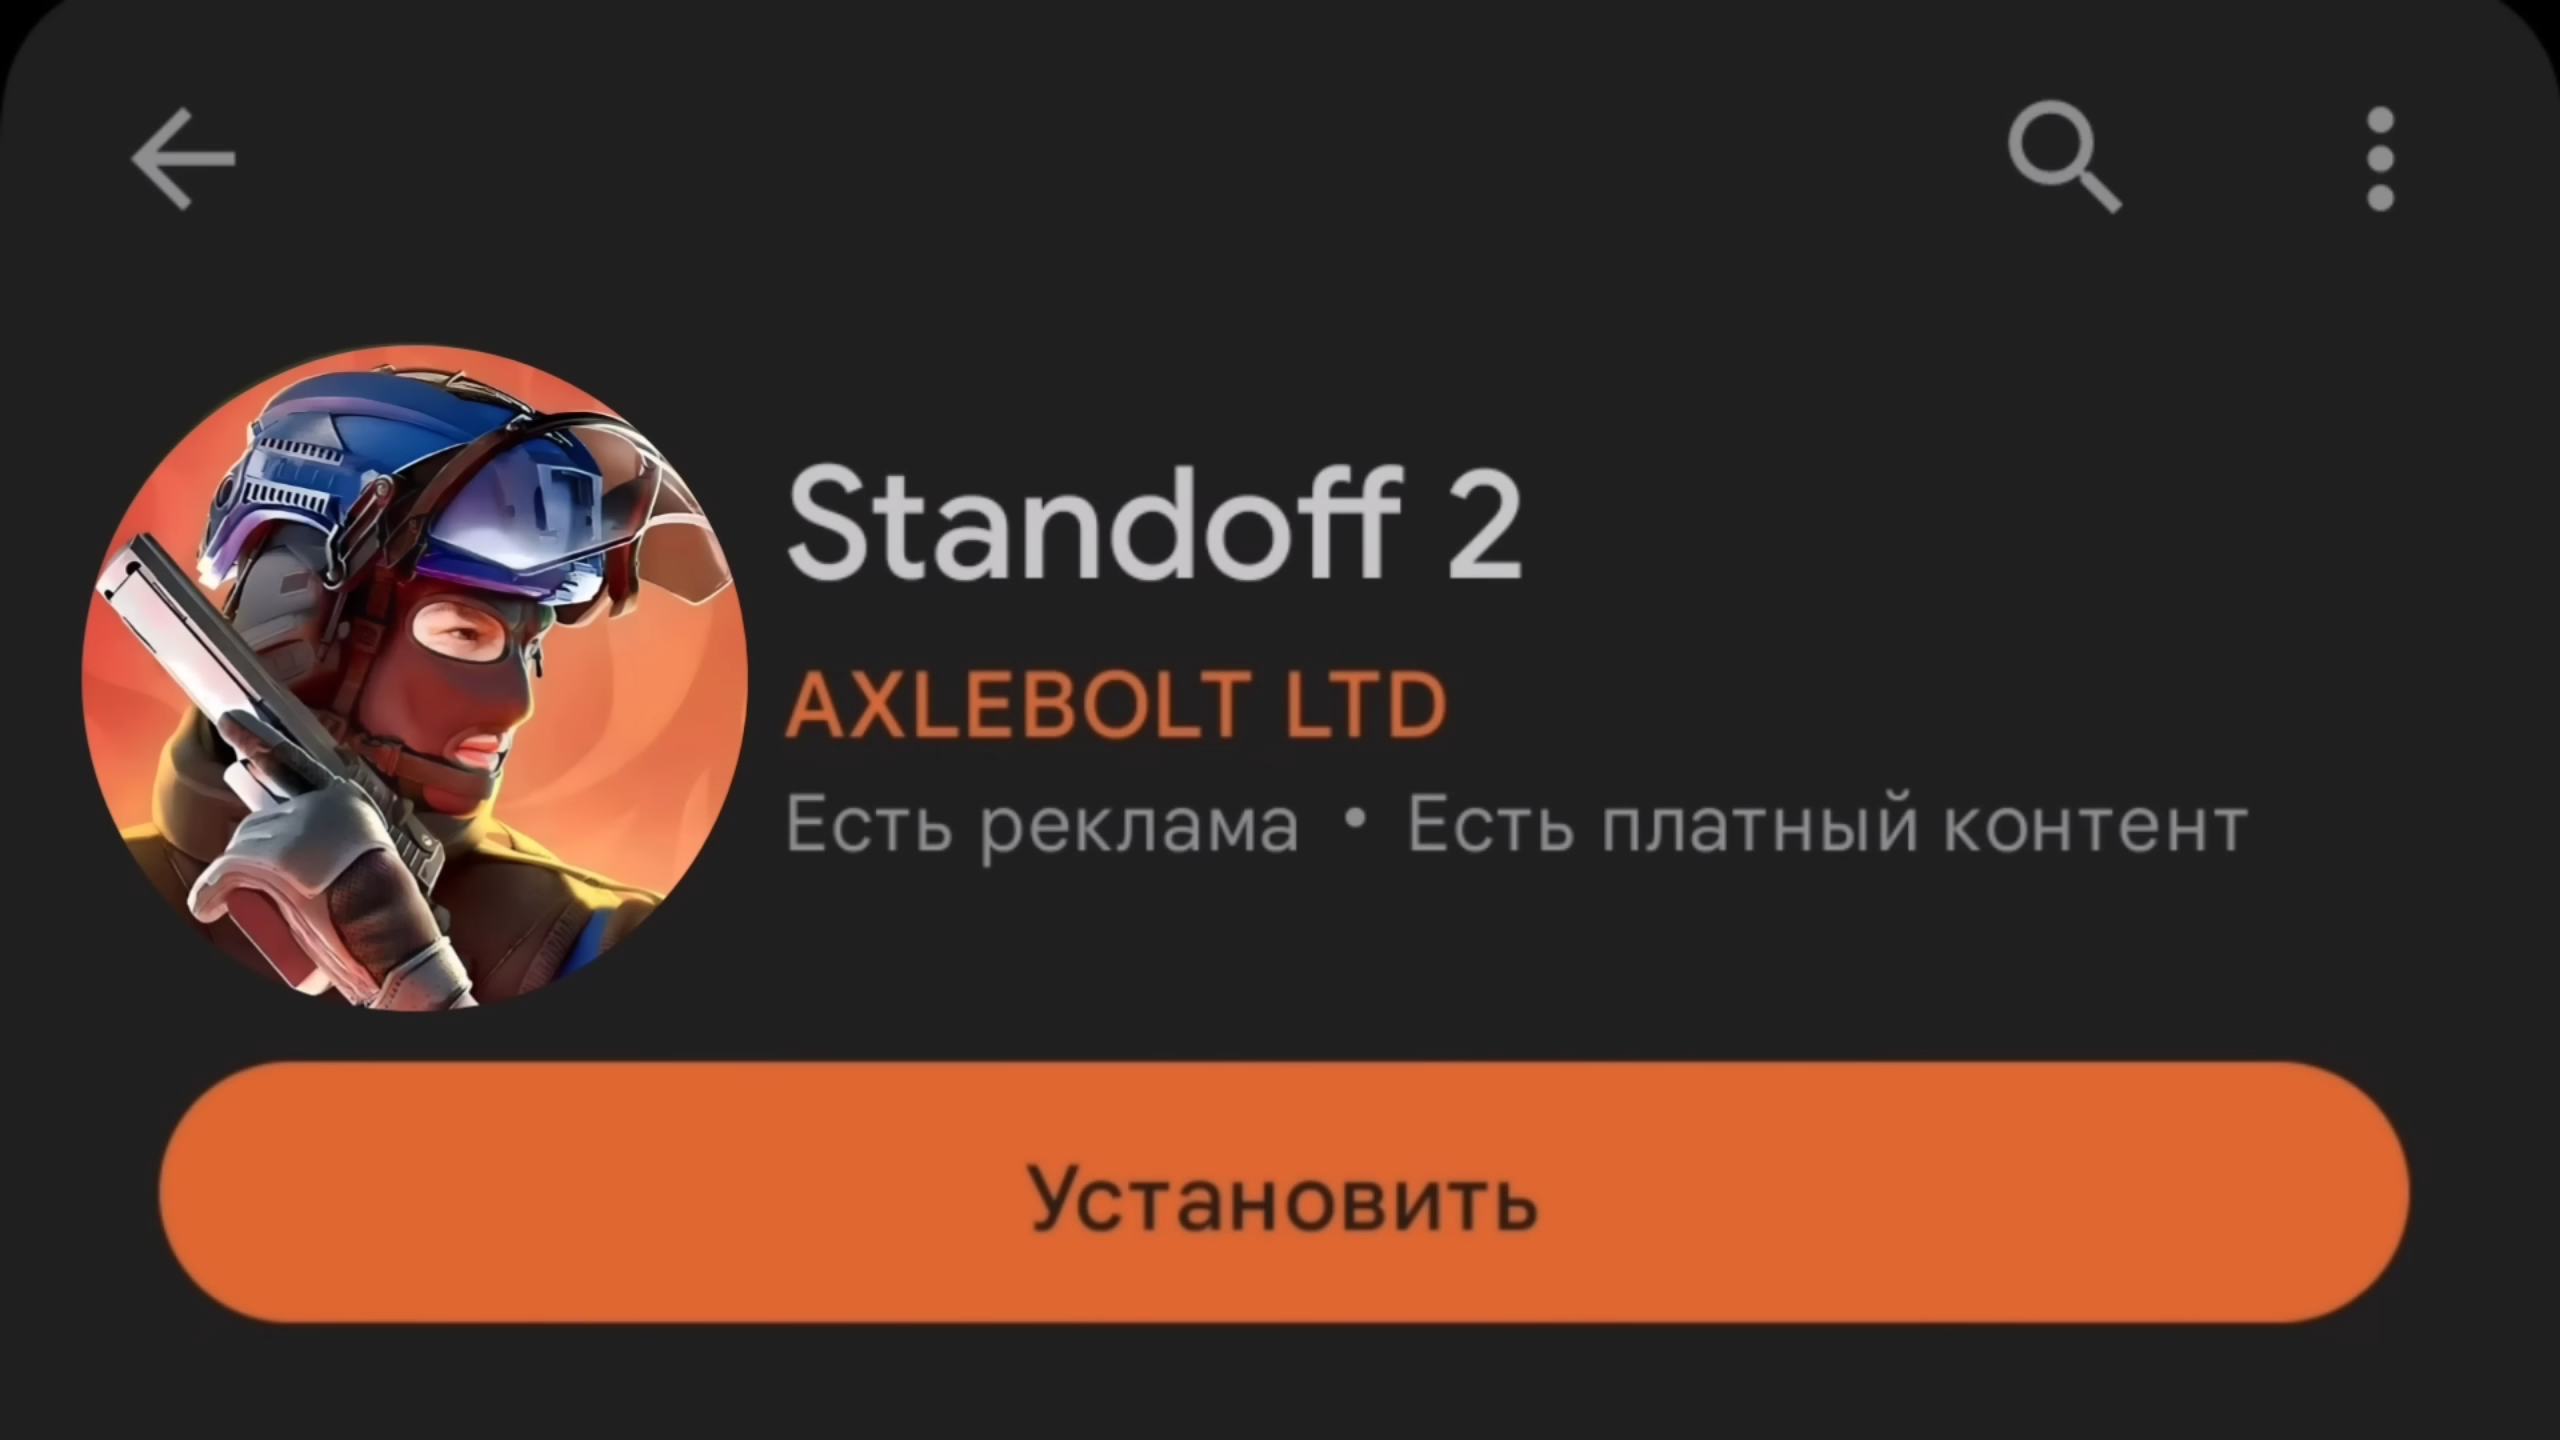 Standoff 2
AXLEBOLT LTD
Есть реклама • Есть платный контент
Установить